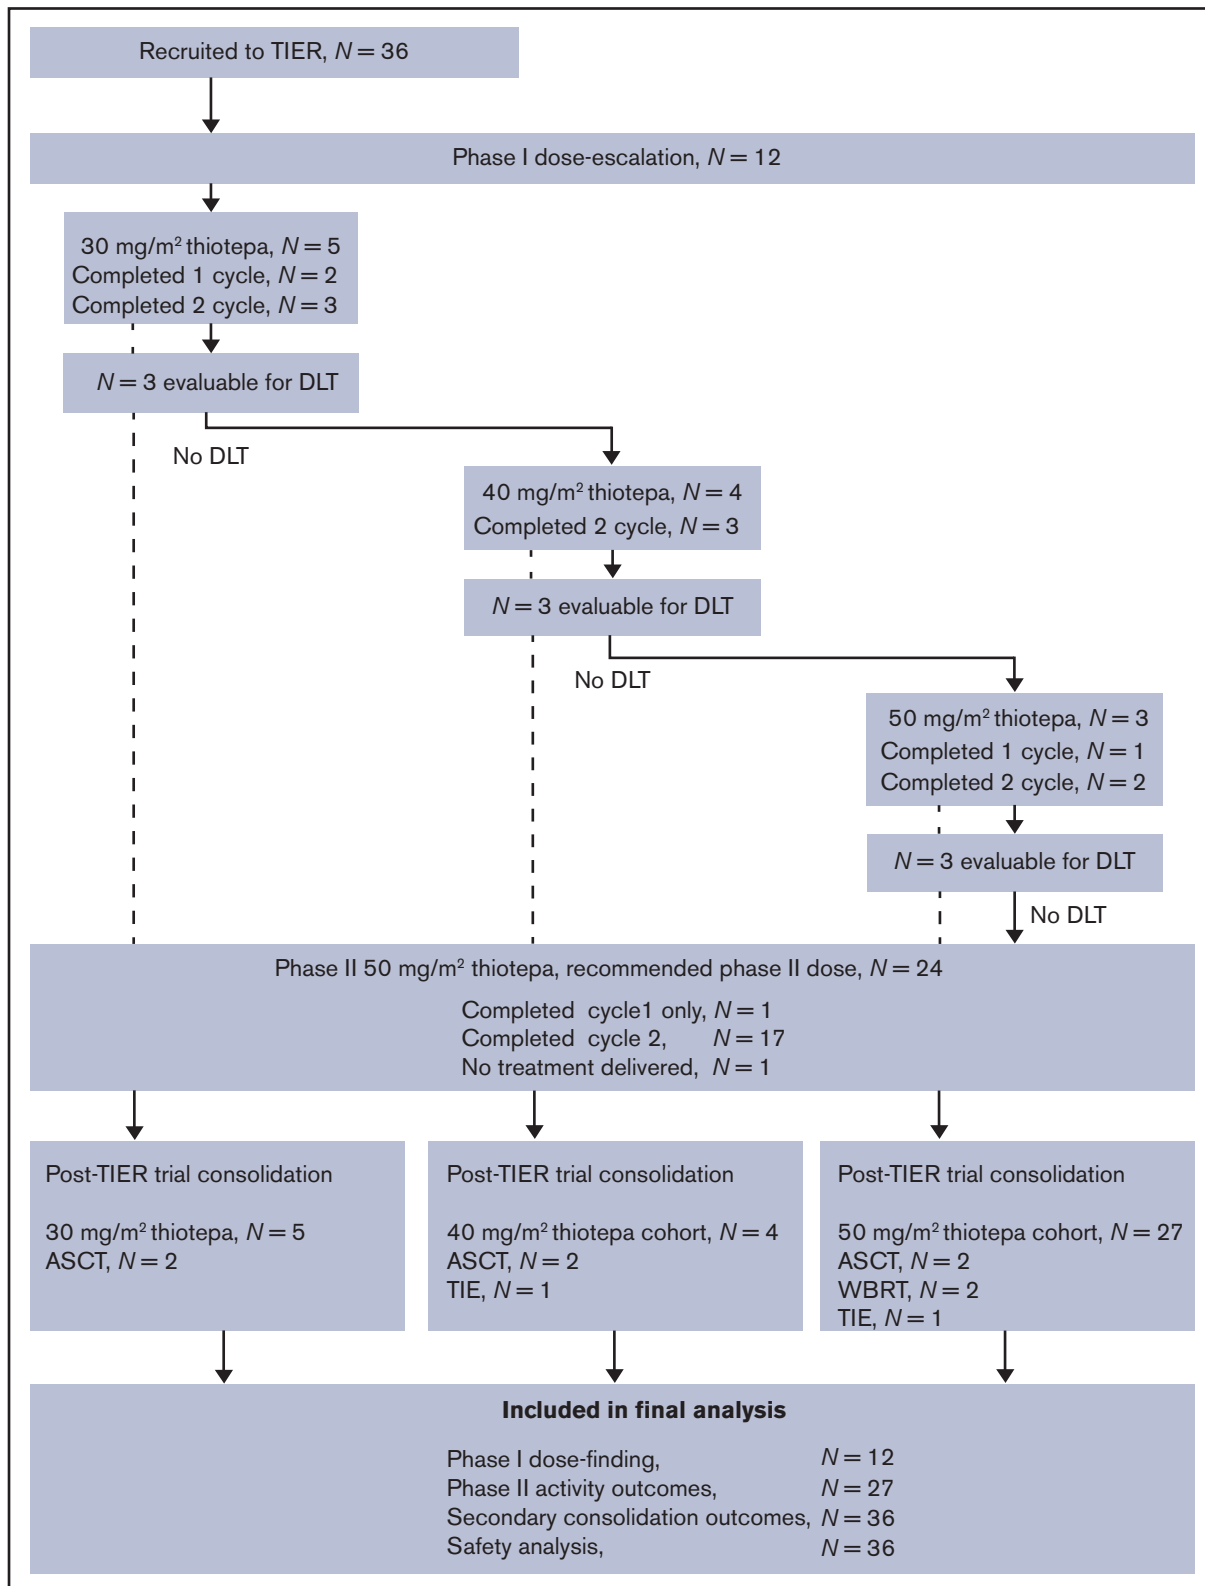 Recruited to TIER, N = 36
Phase I dose-escalation, N = 12
30 mg/m² thiotepa, N = 5
Completed 1 cycle, N = 2
Completed 2 cycle, N = 3
N = 3 evaluable for DLT
No DLT
40 mg/m² thiotepa, N = 4
Completed 2 cycle, N = 3
N = 3 evaluable for DLT
No DLT
50 mg/m² thiotepa, N = 3
Completed 1 cycle, N = 1
Completed 2 cycle, N = 2
N = 3 evaluable for DLT
No DLT
Phase II 50 mg/m² thiotepa, recommended phase II dose, N = 24
Completed cycle1 only, N = 1
Completed cycle 2, N = 17
No treatment delivered, N = 1
Post-TIER trial consolidation
30 mg/m² thiotepa, N = 5
ASCT, N = 2
Post-TIER trial consolidation
40 mg/m² thiotepa cohort, N = 4
ASCT, N = 2
TIE, N = 1
Post-TIER trial consolidation
50 mg/m² thiotepa cohort, N = 27
ASCT, N = 2
WBRT, N = 2
TIE, N = 1
Included in final analysis
Phase I dose-finding, N = 12
Phase II activity outcomes, N = 27
Secondary consolidation outcomes, N = 36
Safety analysis, N = 36